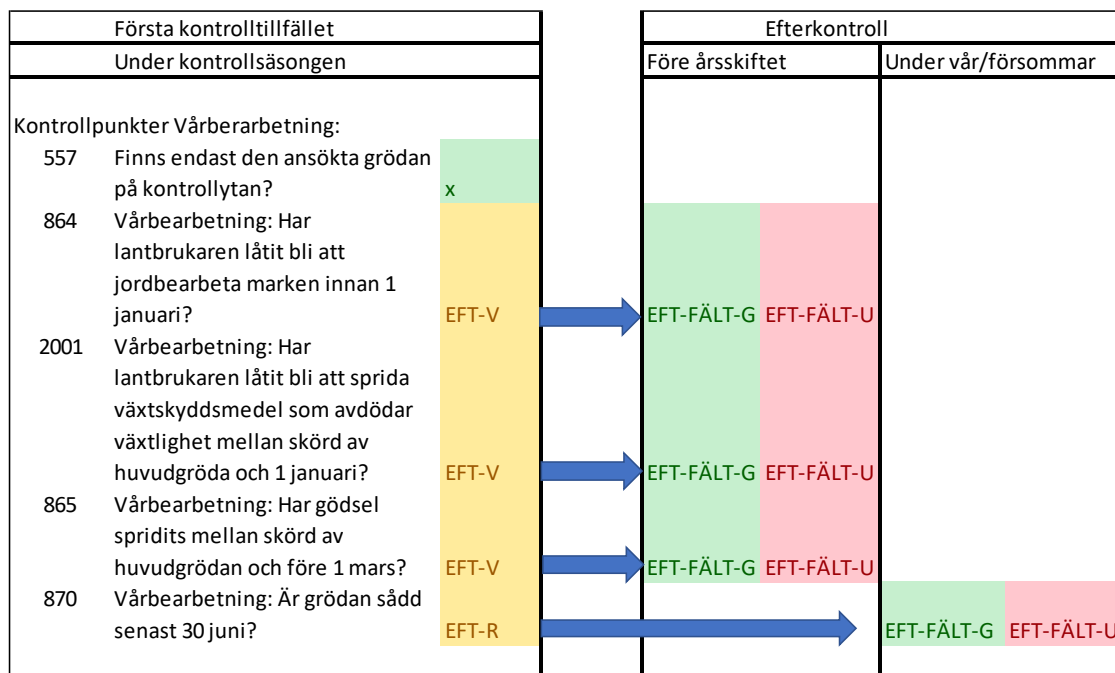 Första kontrolltillfället
Efterkontroll
Under kontrollsäsongen
Före årsskiftet
Under vår/försommar
Kontrollpunkter Vårberarbetning:
557 Finns endast den ansökta grödan
på kontrollytan? x
864 Vårbearbetning: Har
lantbrukaren låtit bli att
jordbearbeta marken innan 1
januari? EFT-V EFT-FÄLT-G EFT-FÄLT-U
2001 Vårbearbetning: Har
lantbrukaren låtit bli att sprida
växtskyddsmedel som avdödar
växtlighet mellan skörd av
huvudgröda och 1 januari? EFT-V EFT-FÄLT-G EFT-FÄLT-U
865 Vårbearbetning: Har gödsel
spridits mellan skörd av
huvudgrödan och före 1 mars? EFT-V EFT-FÄLT-G EFT-FÄLT-U
870 Vårbearbetning: Är grödan sådd
senast 30 juni? EFT-R EFT-FÄLT-G EFT-FÄLT-U